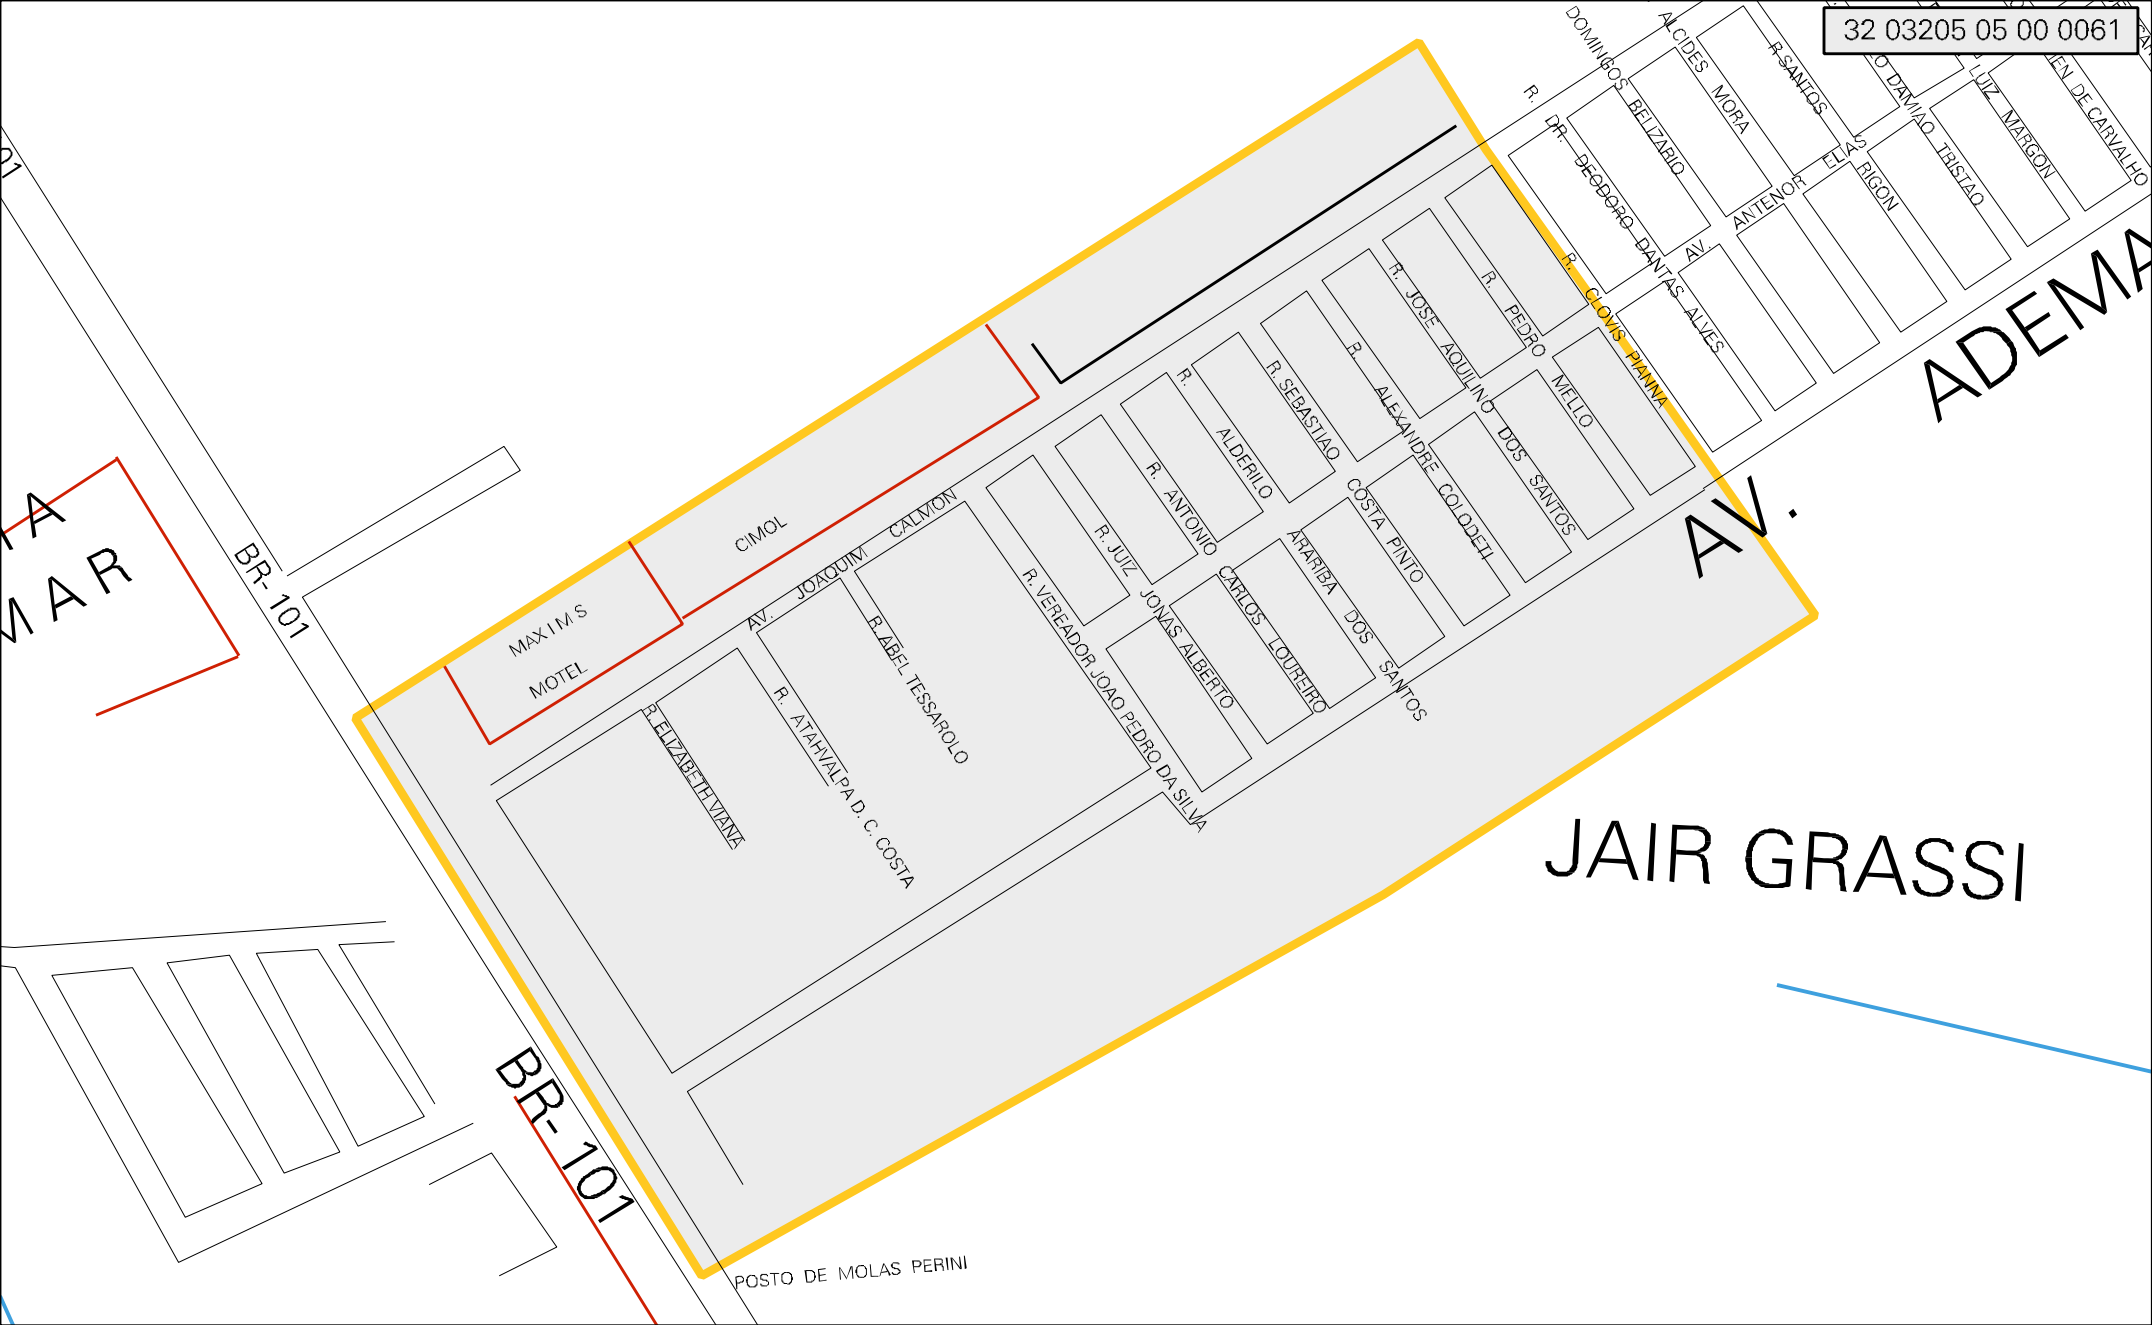 32 03205 05 00 0061
DOMINGOS BELIZARIO
ALCIDES MORA
R SANTOS
DAMIAO TRISTAO
LUIZ MARGON
EN DE CARVALHO
R. DR. DEODORO DANTAS ALVES
AV. ANTENOR ELIAS
RIGON
ADEMA
AV.
R. CLOVIS PIANNA
R. PEDRO MELLO
R. JOSE AQUILINO DOS SANTOS
R. ALEXANDRE COLODETI
R. SEBASTIAO COSTA PINTO
R. ALDERILO ARARIBA DOS SANTOS
R. ANTONIO CARLOS LOUREIRO
R. JUIZ JONAS ALBERTO
R. VEREADOR JOAO PEDRO DA SILVA
AV. JOAQUIM CALMON
R. ABEL TESSAROLO
R. ATAHVALPA D. C. COSTA
R. ELIZABETH VIANA
CIMOL
MAXIMS
MOTEL
01
IA
MAR
BR-101
BR-101
JAIR GRASSI
POSTO DE MOLAS PERINI